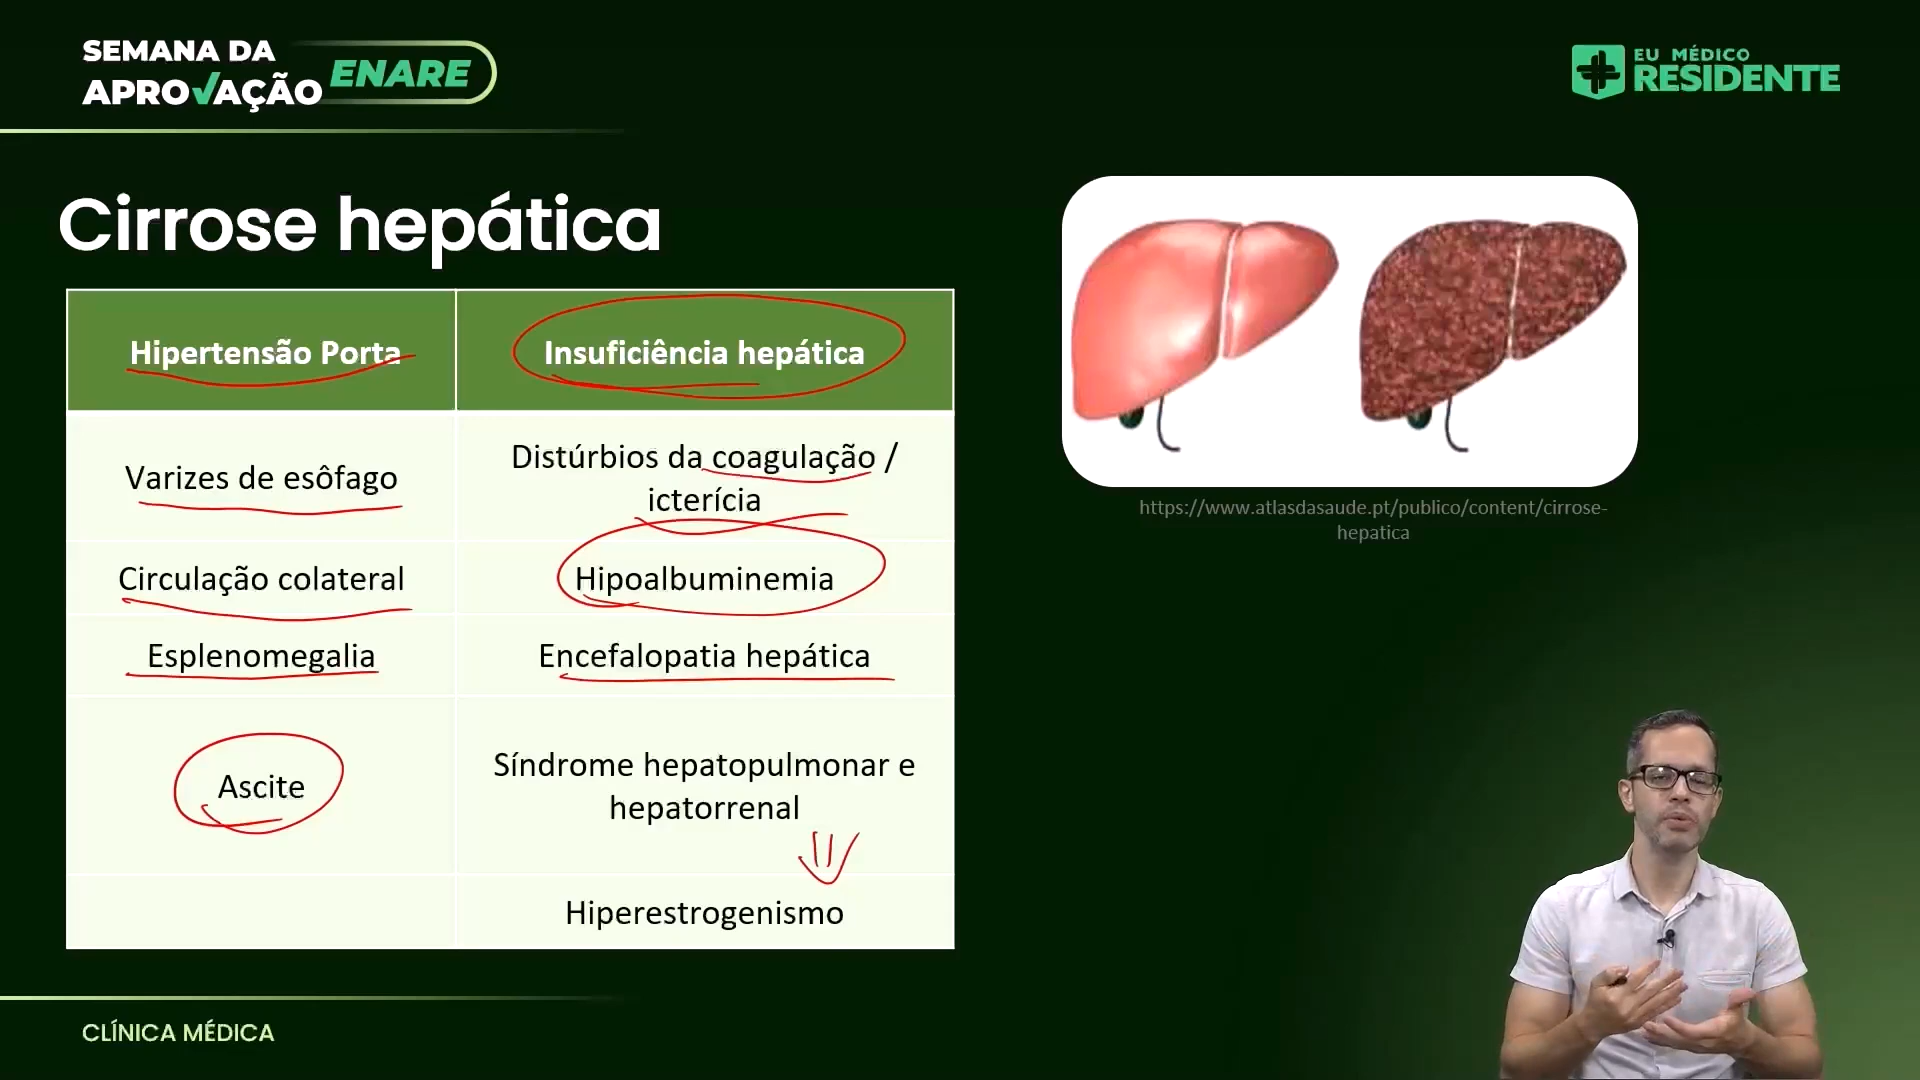 SEMANA DA
APROVAÇÃO ENARE
EU MÉDICO
RESIDENTE
Cirrose hepática
Hipertensão Porta
Insuficiência hepática
Varizes de esôfago
Distúrbios da coagulação /
icterícia
Circulação colateral
Hipoalbuminemia
Esplenomegalia
Encefalopatia hepática
Ascite
Síndrome hepatopulmonar e
hepatorrenal
Hiperestrogenismo
https://www.atlasdasaude.pt/publico/content/cirrose-
hepatica
CLÍNICA MÉDICA